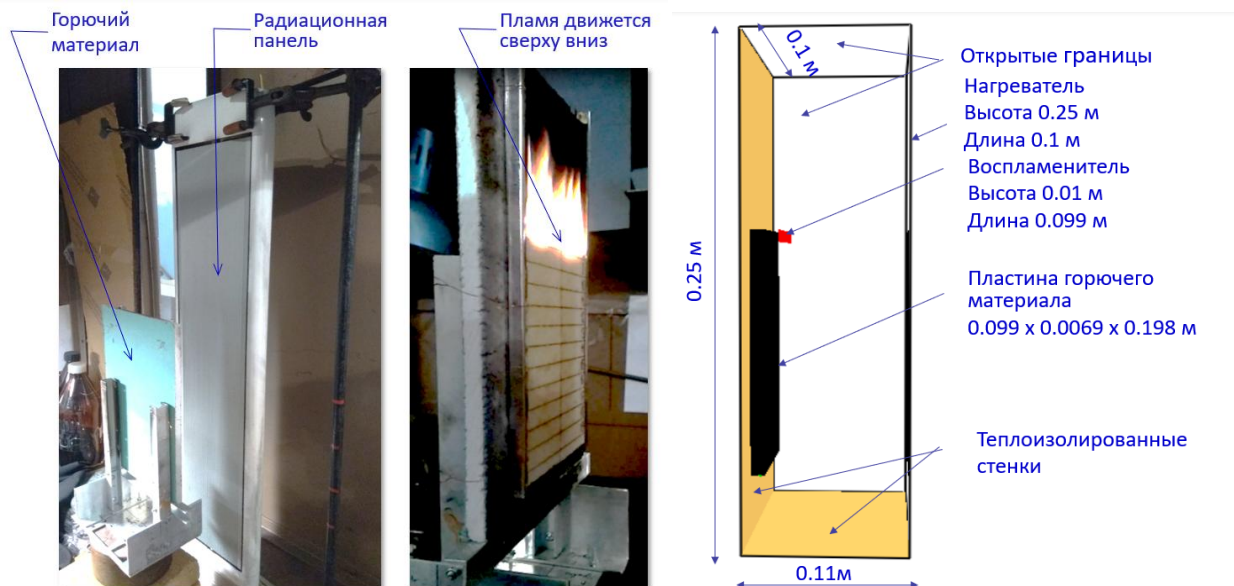 Горючий
материал
Радиационная
панель
Пламя движется
сверху вниз
0.1 м
0.25 м
0.11м
Открытые границы
Нагреватель
Высота 0.25 м
Длина 0.1 м
Воспламенитель
Высота 0.01 м
Длина 0.099 м
Пластина горючего
материала
0.099 х 0.0069 х 0.198 м
Теплоизолированные
стенки